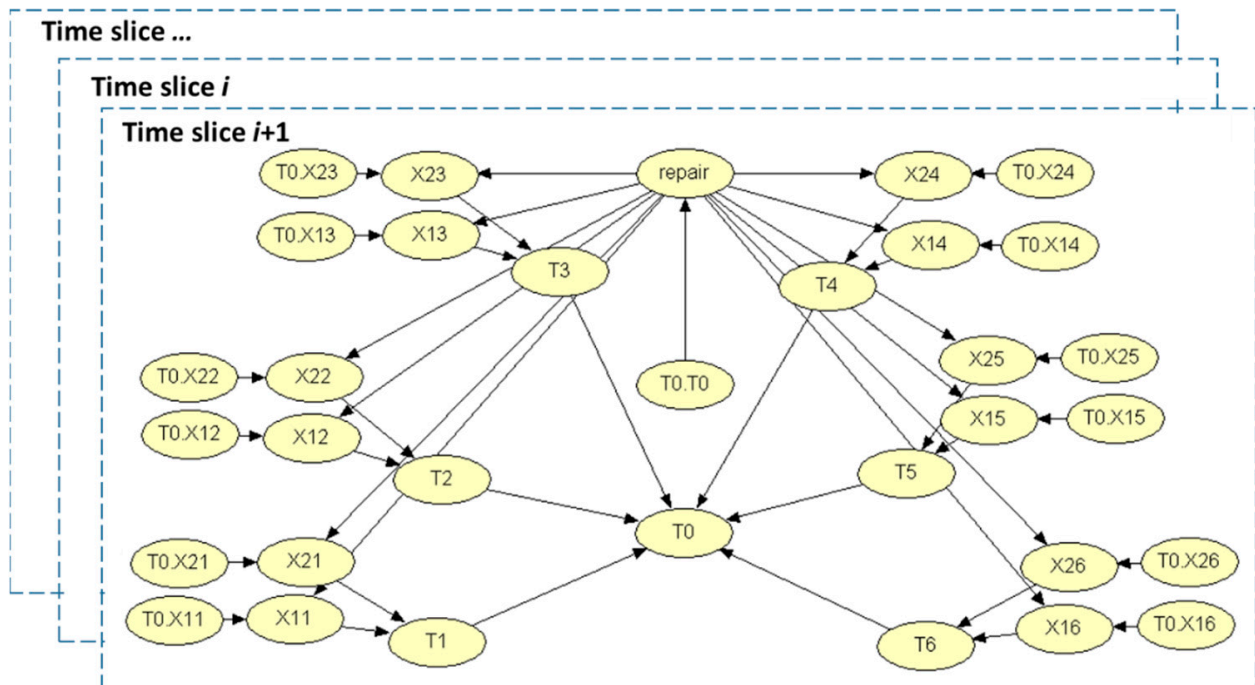 Time slice ...
Time slice i
Time slice i+1
T0.X23 X23 repair X24 T0.X24
T0.X13 X13 X14 T0.X14
T3 T4
T0.X22 X22 T0.T0 X25 T0.X25
T0.X12 X12 X15 T0.X15
T2 T5
T0
T0.X21 X21 X26 T0.X26
T0.X11 X11 X16 T0.X16
T1 T6